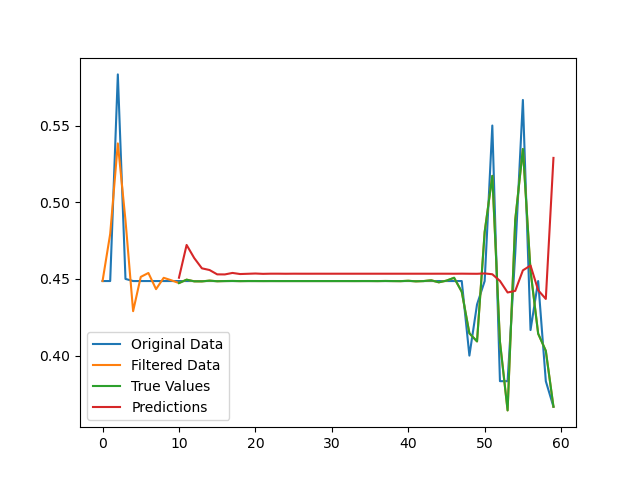 0.55
0.50
0.45
0.40
Original Data
Filtered Data
True Values
Predictions
0 10 20 30 40 50 60